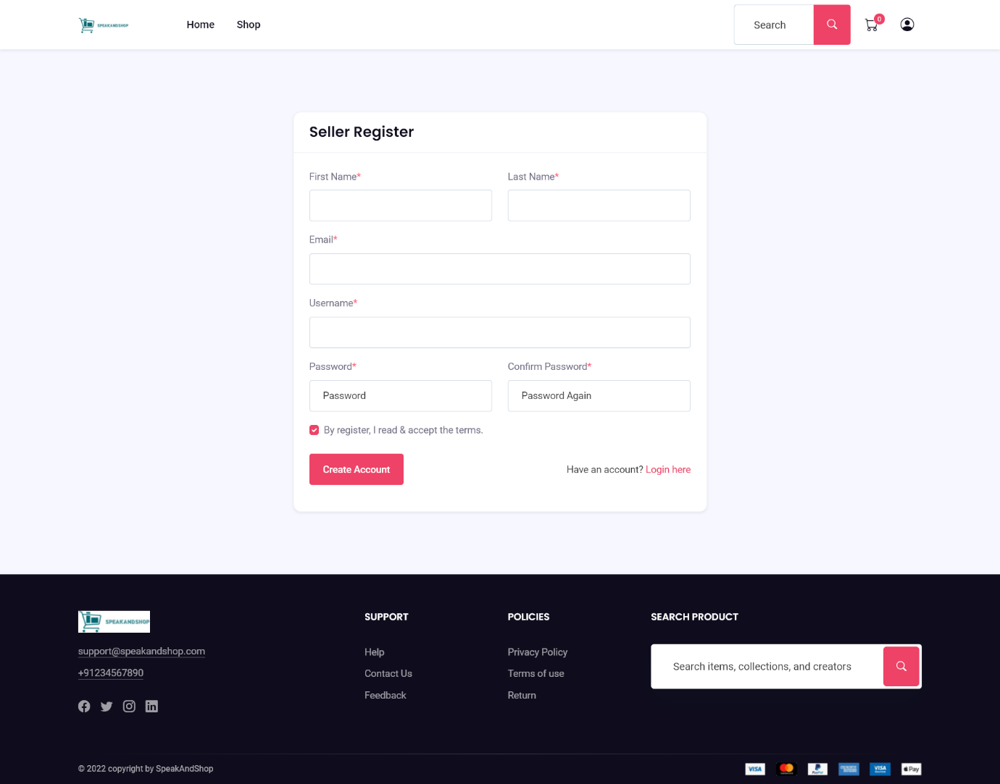 SPEAKANDSHOP
Home
Shop
Search
0
Seller Register
First Name*
Last Name*
Email*
Username*
Password*
Confirm Password*
Password
Password Again
By register, I read & accept the terms.
Create Account
Have an account? Login here
SPEAKANDSHOP
support@speakandshop.com
+91234567890
SUPPORT
Help
Contact Us
Feedback
POLICIES
Privacy Policy
Terms of use
Return
SEARCH PRODUCT
Search items, collections, and creators
© 2022 copyright by SpeakAndShop
VISA
PayPal
VISA
Pay